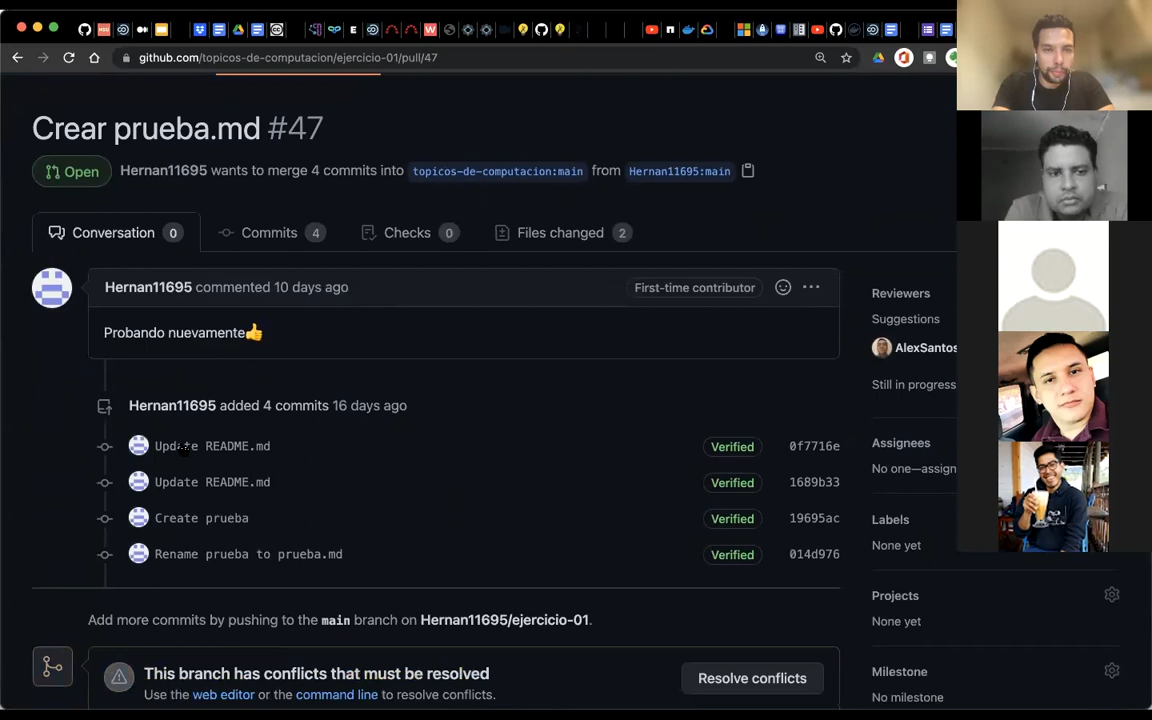 github.com/topicos-de-computacion/ejercicio-01/pull/47
Crear prueba.md #47
Open
Hernan11695 wants to merge 4 commits into topicos-de-computacion:main from Hernan11695:main
Conversation 0
Commits 4
Checks 0
Files changed 2
Hernan11695 commented 10 days ago
First-time contributor
Probando nuevamente👍
Hernan11695 added 4 commits 16 days ago
Update README.md Verified 0f7716e
Update README.md Verified 1689b33
Create prueba Verified 19695ac
Rename prueba to prueba.md Verified 014d976
Add more commits by pushing to the main branch on Hernan11695/ejercicio-01.
This branch has conflicts that must be resolved
Use the web editor or the command line to resolve conflicts.
Resolve conflicts
Reviewers
Suggestions
AlexSantos
Still in progress
Assignees
No one—assign
Labels
None yet
Projects
None yet
Milestone
No milestone